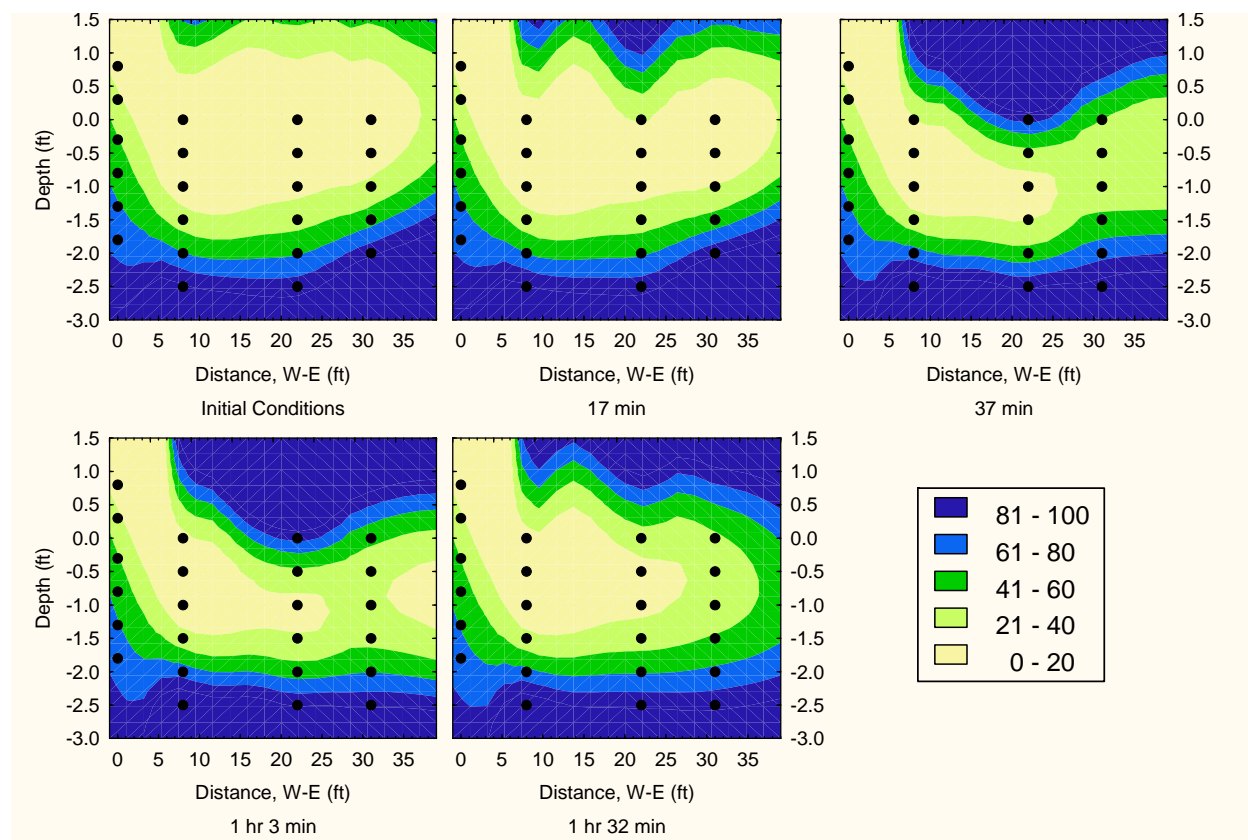 1.5
1.0
0.5
0.0
-0.5
-1.0
-1.5
-2.0
-2.5
-3.0
Depth (ft)
0 5 10 15 20 25 30 35
Distance, W-E (ft)
Initial Conditions
0 5 10 15 20 25 30 35
Distance, W-E (ft)
17 min
1.5
1.0
0.5
0.0
-0.5
-1.0
-1.5
-2.0
-2.5
-3.0
0 5 10 15 20 25 30 35
Distance, W-E (ft)
37 min
1.5
1.0
0.5
0.0
-0.5
-1.0
-1.5
-2.0
-2.5
-3.0
Depth (ft)
0 5 10 15 20 25 30 35
Distance, W-E (ft)
1 hr 3 min
1.5
1.0
0.5
0.0
-0.5
-1.0
-1.5
-2.0
-2.5
-3.0
0 5 10 15 20 25 30 35
Distance, W-E (ft)
1 hr 32 min
81 - 100
61 - 80
41 - 60
21 - 40
0 - 20